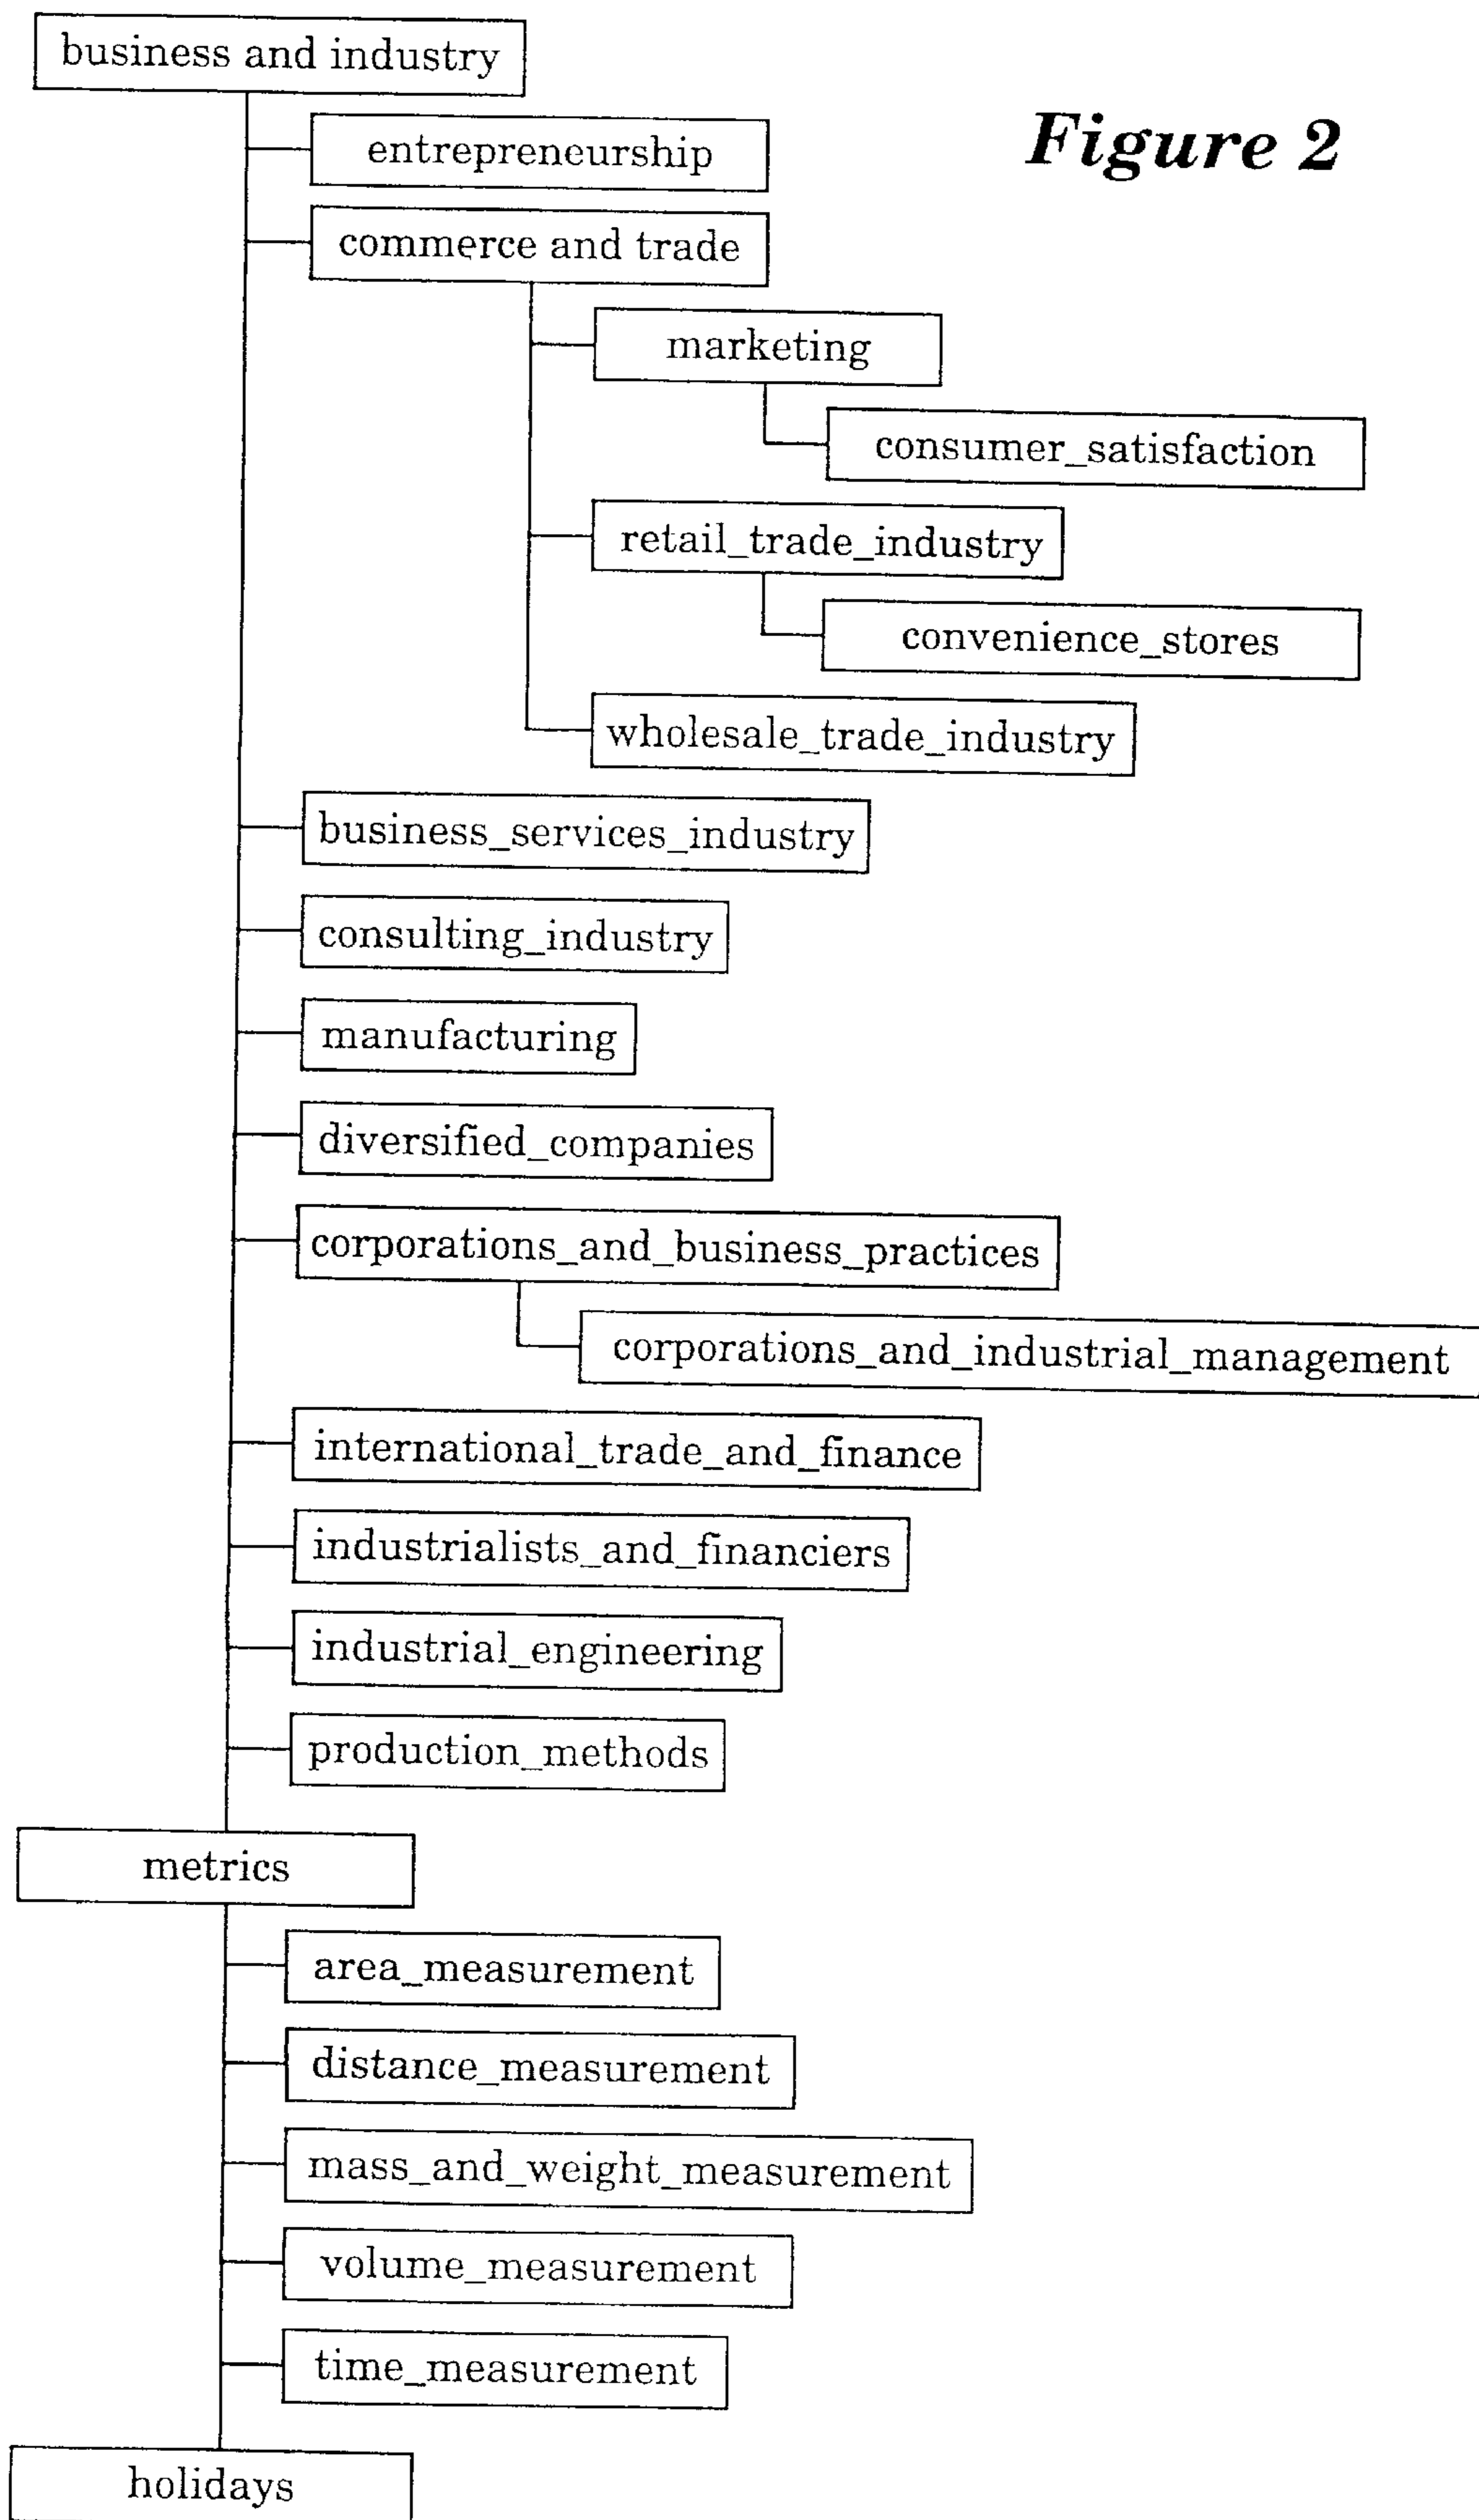 business and industry
Figure 2
entrepreneurship
commerce and trade
marketing
consumer_satisfaction
retail_trade_industry
convenience_stores
wholesale_trade_industry
business_services_industry
consulting_industry
manufacturing
diversified_companies
corporations_and_business_practices
corporations_and_industrial_management
international_trade_and_finance
industrialists_and_financiers
industrial_engineering
production_methods
metrics
area_measurement
distance_measurement
mass_and_weight_measurement
volume_measurement
time_measurement
holidays